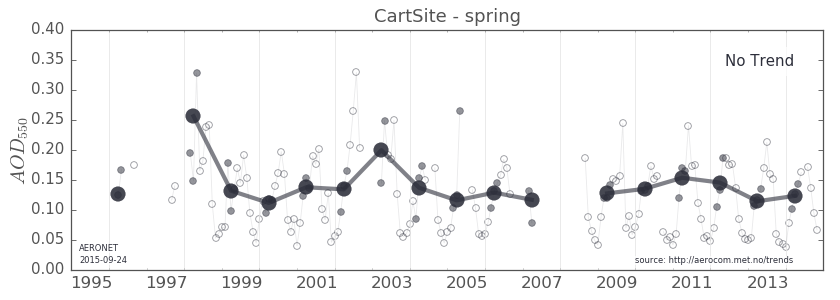 CartSite - spring
0.40
0.35
0.30
0.25
0.20
0.15
0.10
0.05
0.00
AOD550
No Trend
AERONET
2015-09-24
source: http://aerocom.met.no/trends
1995 1997 1999 2001 2003 2005 2007 2009 2011 2013